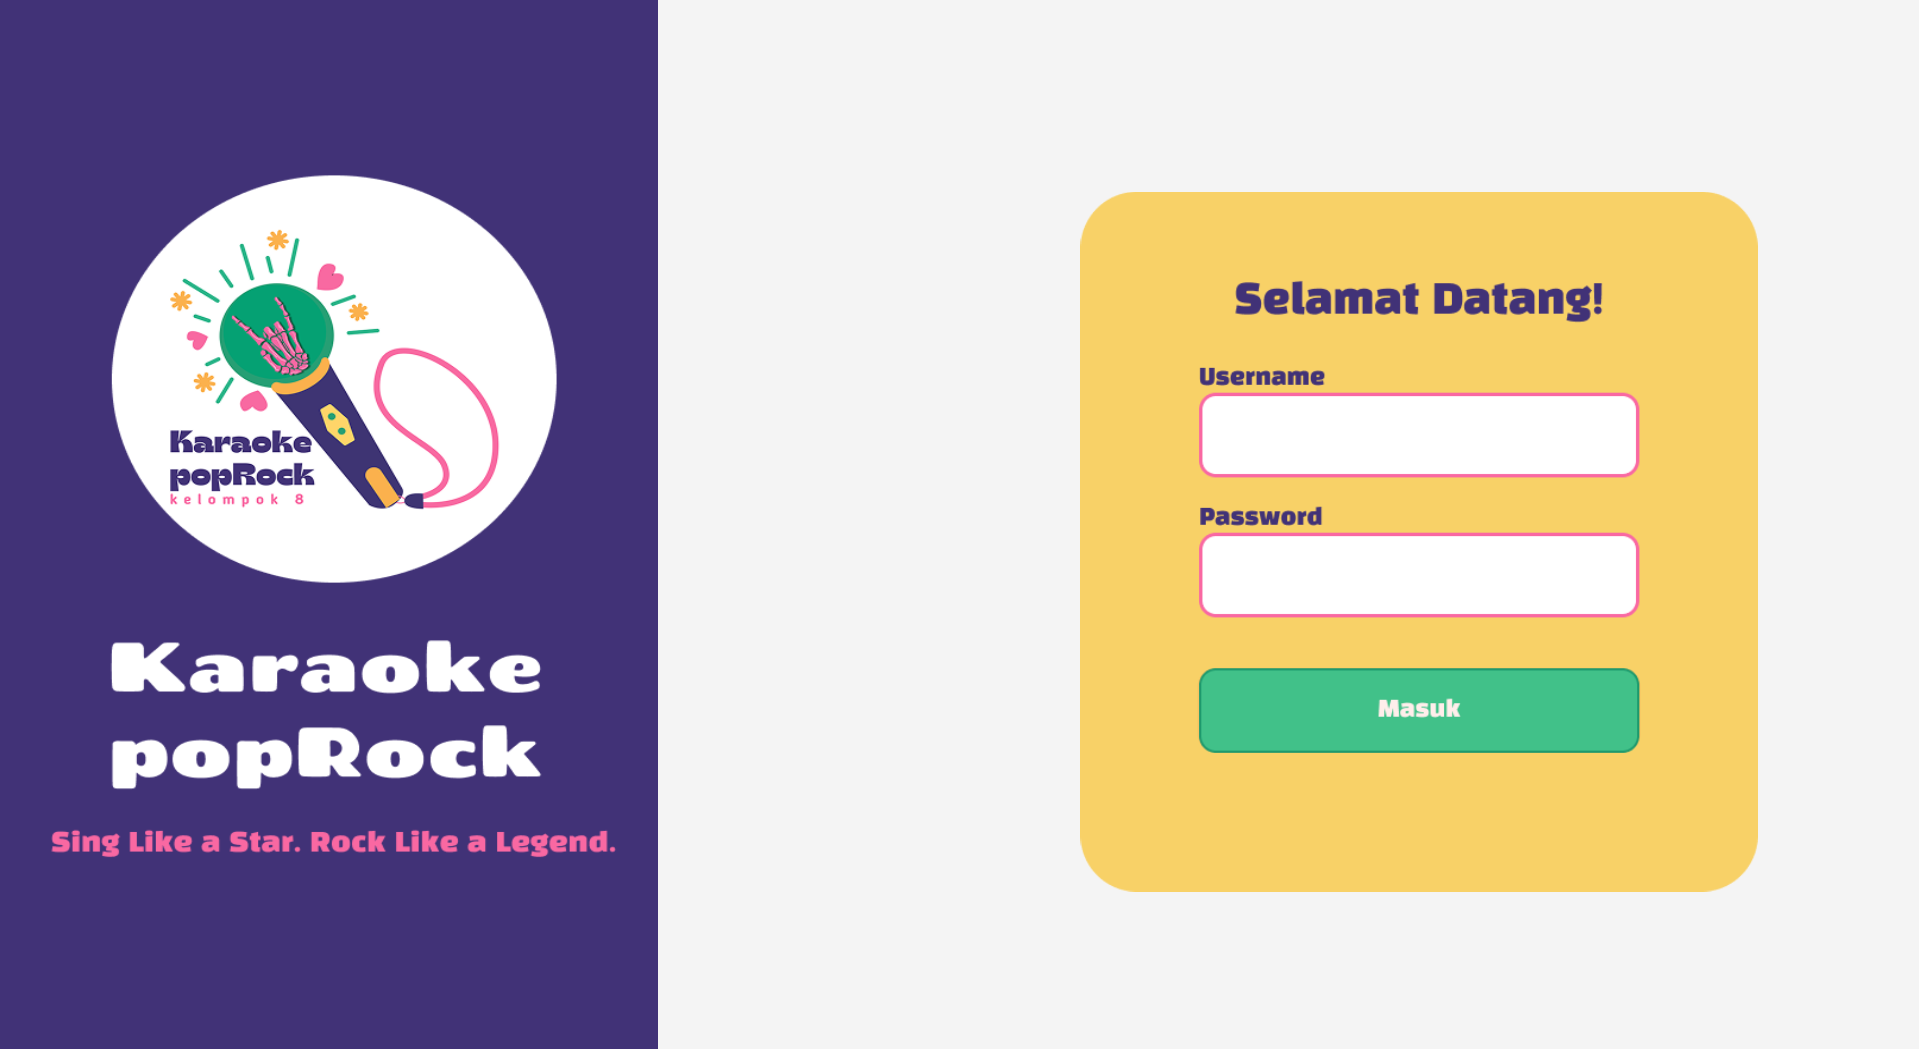 Karaoke
popRock
kelompok 8
Karaoke
popRock
Sing Like a Star. Rock Like a Legend.
Selamat Datang!
Username
Password
Masuk